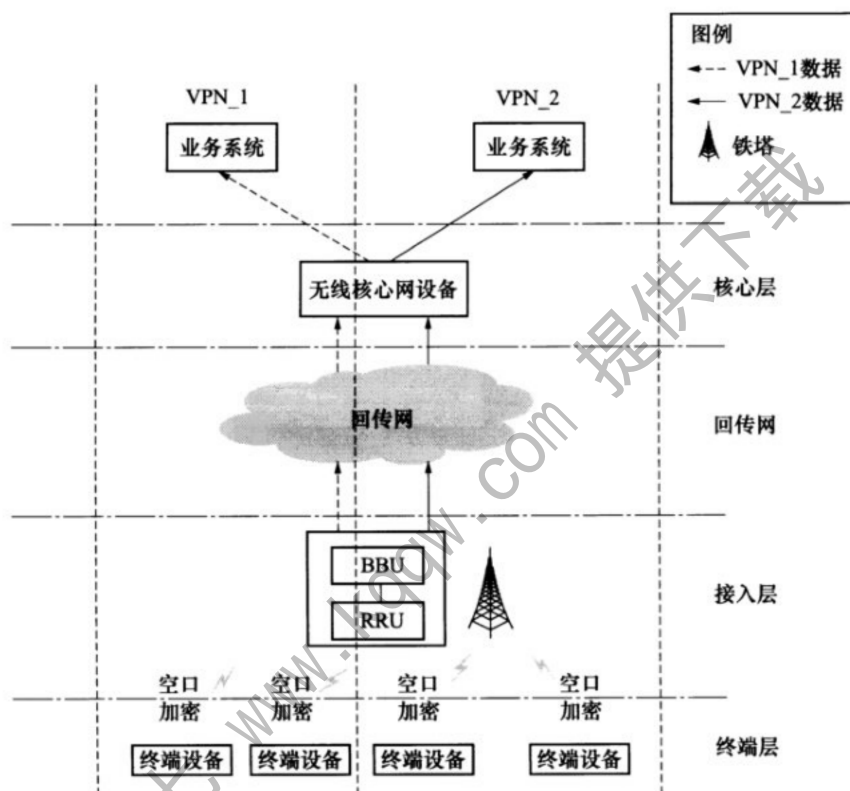 图例
VPN_1数据
VPN_2数据
铁塔
VPN_1
VPN_2
业务系统
业务系统
无线核心网设备
核心层
回传网
回传网
BBU
RRU
接入层
空口
加密
空口
加密
空口
加密
空口
加密
终端设备
终端设备
终端设备
终端设备
终端层
www.kqqw.com 提供下载